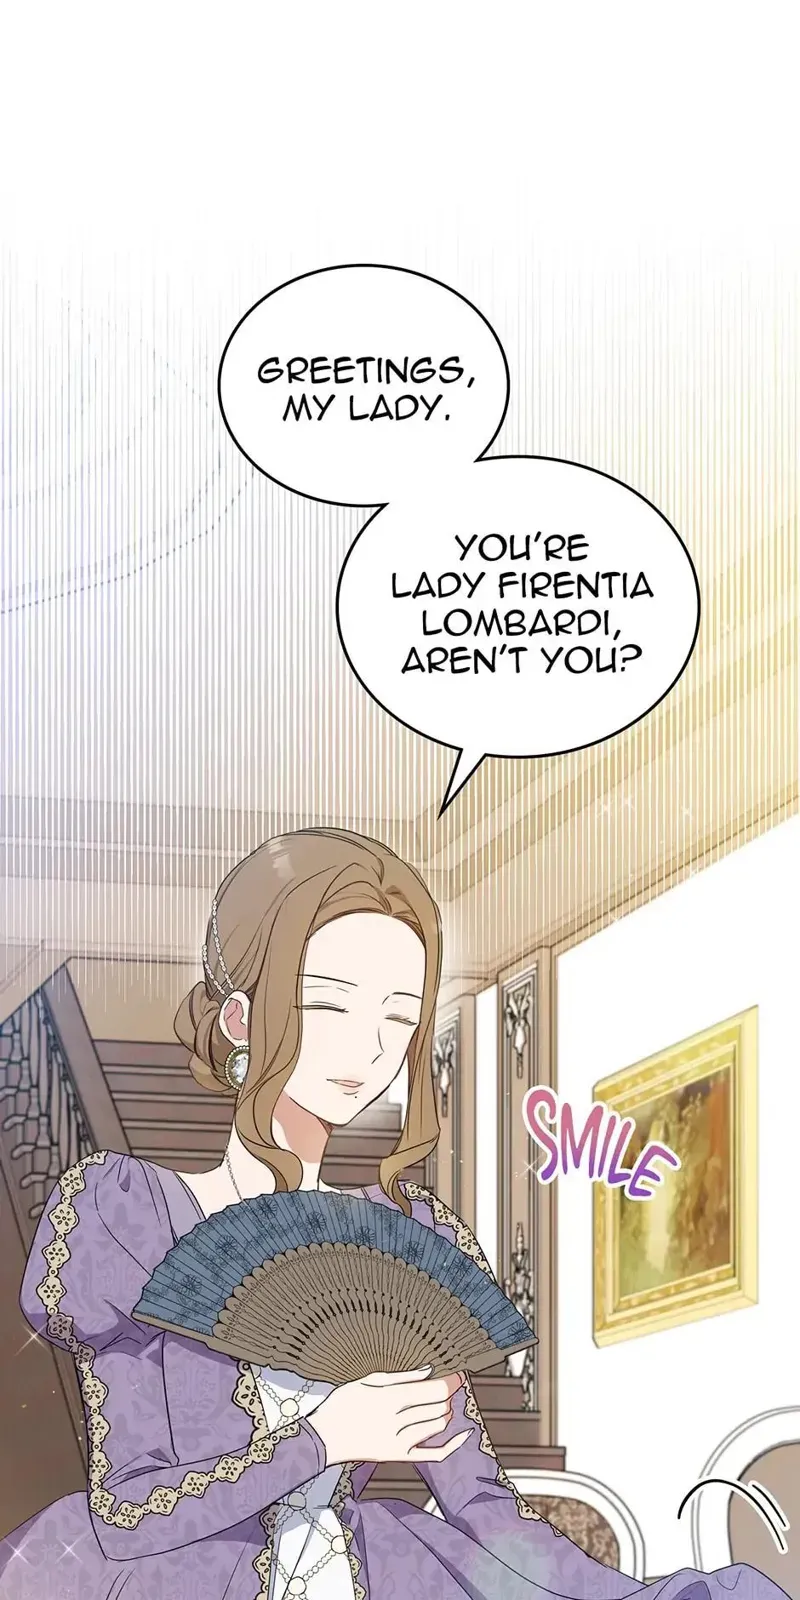 GREETINGS,
MY LADY.
YOU'RE
LADY FIRENTIA
LOMBARDI,
AREN'T YOU?
SMILE